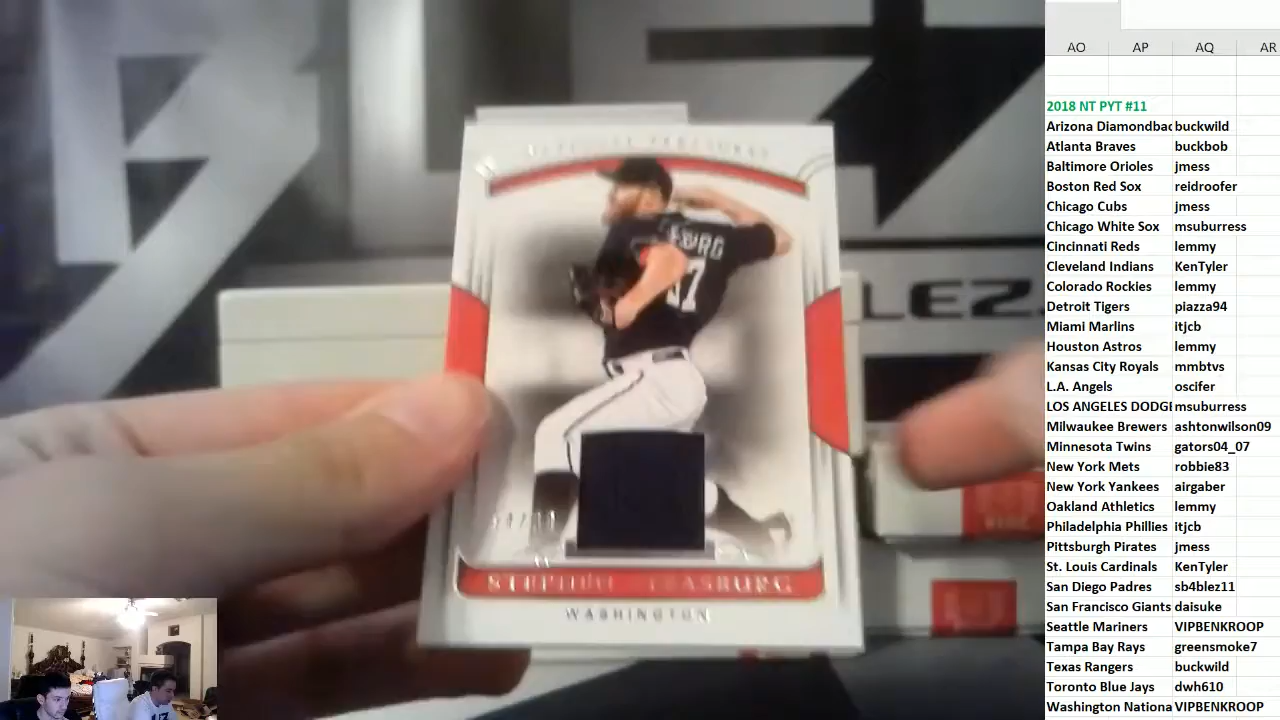 AO AP AQ AR
2018 NT PYT #11
Arizona Diamondbac buckwild
Atlanta Braves buckbob
Baltimore Orioles jmess
Boston Red Sox reidroofer
Chicago Cubs jmess
Chicago White Sox msuburress
Cincinnati Reds lemmy
Cleveland Indians KenTyler
Colorado Rockies lemmy
Detroit Tigers piazza94
Miami Marlins itjcb
Houston Astros lemmy
Kansas City Royals mmbtvs
L.A. Angels oscifer
LOS ANGELES DODGE msuburress
Milwaukee Brewers ashtonwilson09
Minnesota Twins gators04_07
New York Mets robbie83
New York Yankees airgaber
Oakland Athletics lemmy
Philadelphia Phillies itjcb
Pittsburgh Pirates jmess
St. Louis Cardinals KenTyler
San Diego Padres sb4blez11
San Francisco Giants daisuke
Seattle Mariners VIPBENKROOP
Tampa Bay Rays greensmoke7
Texas Rangers buckwild
Toronto Blue Jays dwh610
Washington Nationa VIPBENKROOP
WASHINGTON